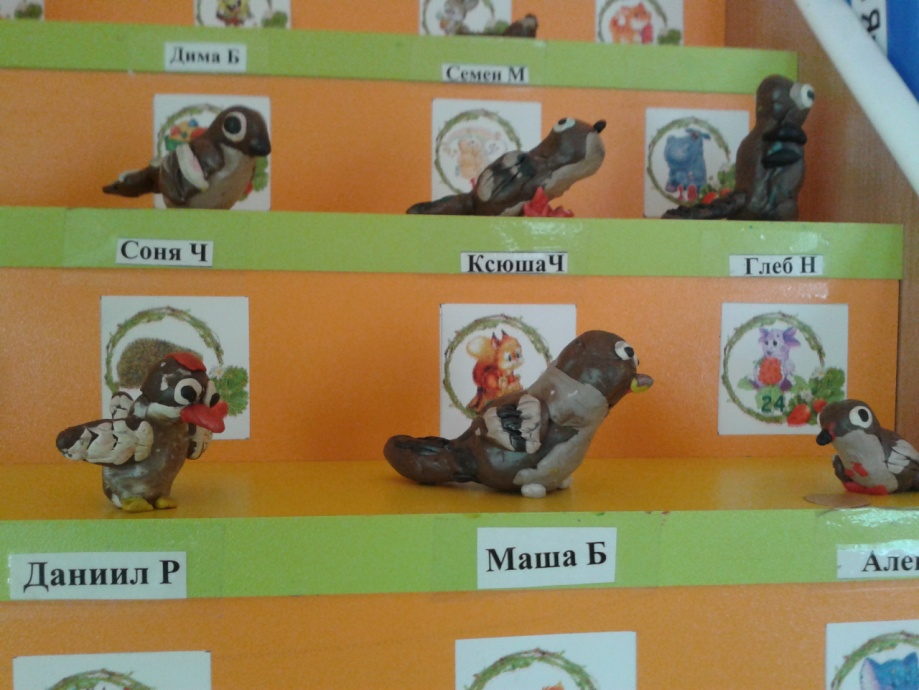 Дима Б
Семен М
Соня Ч
КсюшаЧ
Глеб Н
24
Даниил Р
Маша Б